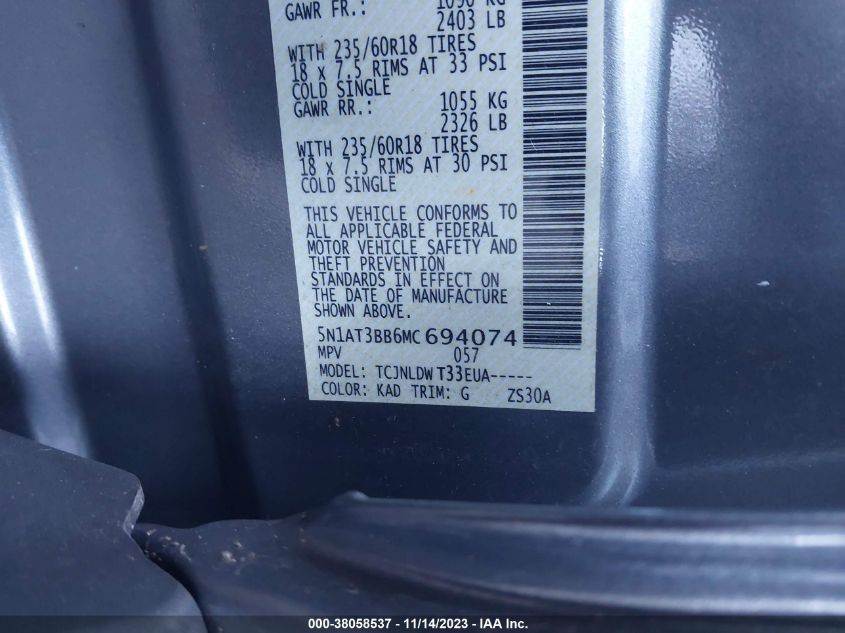 GAWR FR.: 1090 KG
2403 LB
WITH 235/60R18 TIRES
18 x 7.5 RIMS AT 33 PSI
COLD SINGLE
GAWR RR.: 1055 KG
2326 LB
WITH 235/60R18 TIRES
18 x 7.5 RIMS AT 30 PSI
COLD SINGLE
THIS VEHICLE CONFORMS TO
ALL APPLICABLE FEDERAL
MOTOR VEHICLE SAFETY AND
THEFT PREVENTION
STANDARDS IN EFFECT ON
THE DATE OF MANUFACTURE
SHOWN ABOVE.
5N1AT3BB6MC694074
MPV 057
MODEL: TCJNLDWT33EUA-----
COLOR: KAD TRIM: G ZS30A
000-38058537 - 11/14/2023 - IAA Inc.